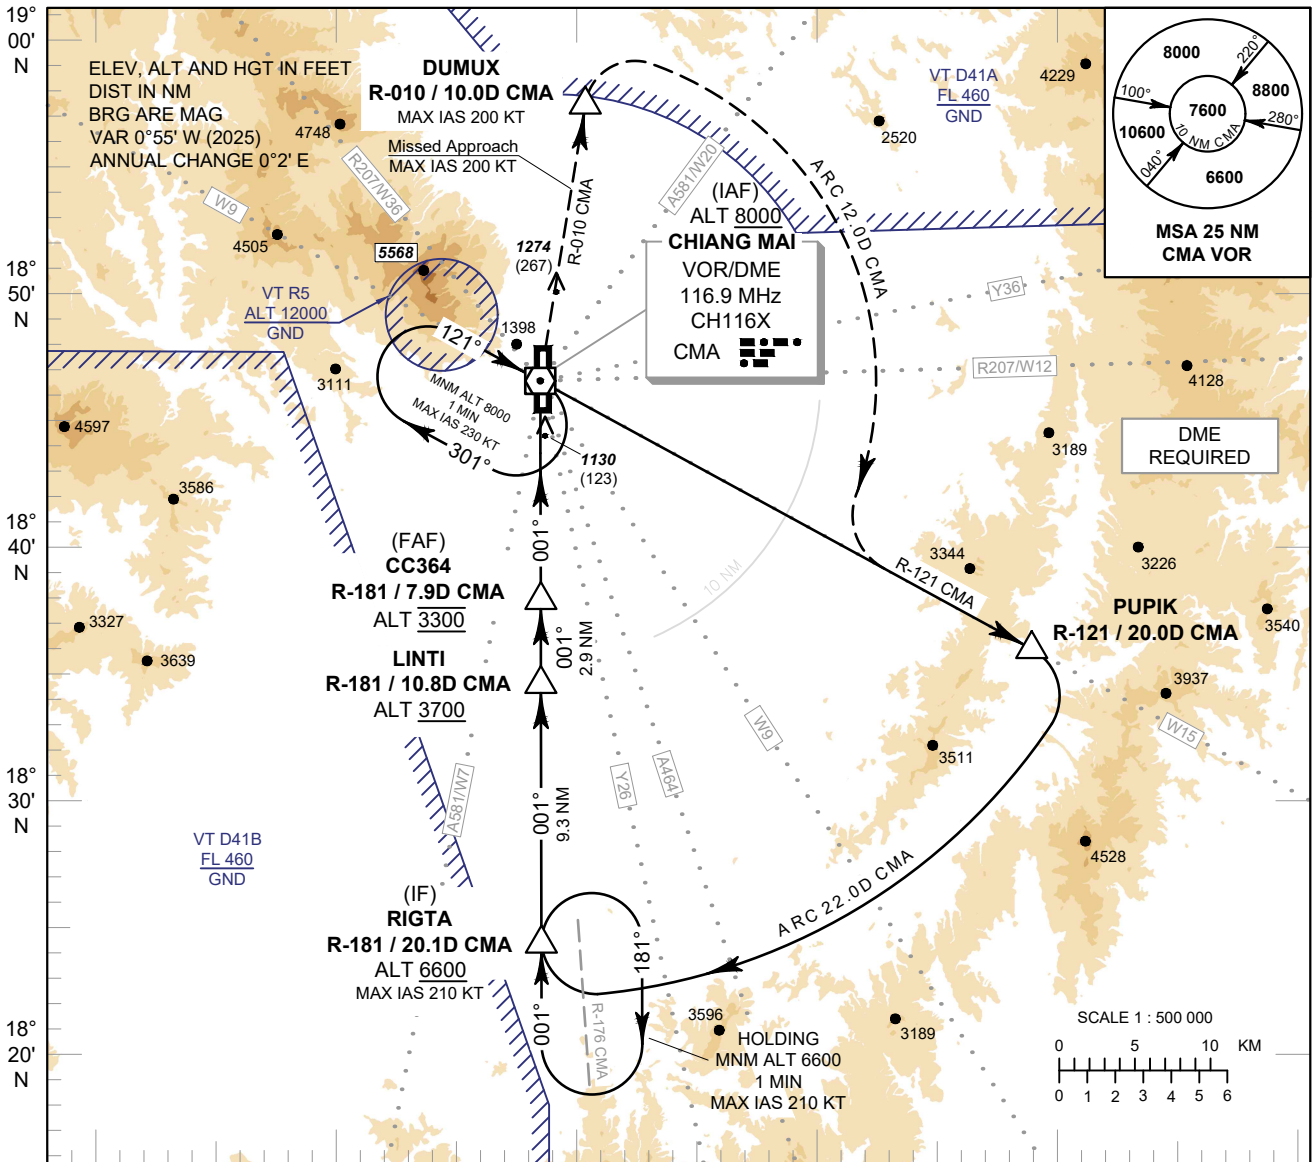 19°
00'
N
18°
50'
N
18°
40'
N
18°
30'
N
18°
20'
N
ELEV, ALT AND HGT IN FEET
DIST IN NM
BRG ARE MAG
VAR 0°55' W (2025)
ANNUAL CHANGE 0°2' E
DUMUX
R-010 / 10.0D CMA
MAX IAS 200 KT
Missed Approach
MAX IAS 200 KT
4748
R207/W36
W9
4505
5568
VT R5
ALT 12000
GND
1274
(267)
R-010 CMA
1398
3111
121°
MNM ALT 8000
1 MIN
MAX IAS 230 KT
301°
1130
(123)
A581/W20
(IAF)
ALT 8000
CHIANG MAI
VOR/DME
116.9 MHz
CH116X
CMA
ARC 12.0D CMA
VT D41A
FL 460
GND
2520
4229
8000
220°
100°
7600
8800
10 NM CMA
280°
10600
040°
6600
MSA 25 NM
CMA VOR
Y36
R207/W12
4128
3189
DME
REQUIRED
4597
3586
3327
3639
001°
(FAF)
CC364
R-181 / 7.9D CMA
ALT 3300
001°
2.9 NM
LINTI
R-181 / 10.8D CMA
ALT 3700
10 NM
3344
R-121 CMA
3226
PUPIK
R-121 / 20.0D CMA
3540
3937
W15
3511
W9
A464
Y26
A581/W7
001°
9.3 NM
VT D41B
FL 460
GND
4528
ARC 22.0D CMA
(IF)
RIGTA
R-181 / 20.1D CMA
ALT 6600
MAX IAS 210 KT
181°
001°
R-176 CMA
3596
3189
HOLDING
MNM ALT 6600
1 MIN
MAX IAS 210 KT
SCALE 1 : 500 000
0 5 10 KM
0 1 2 3 4 5 6